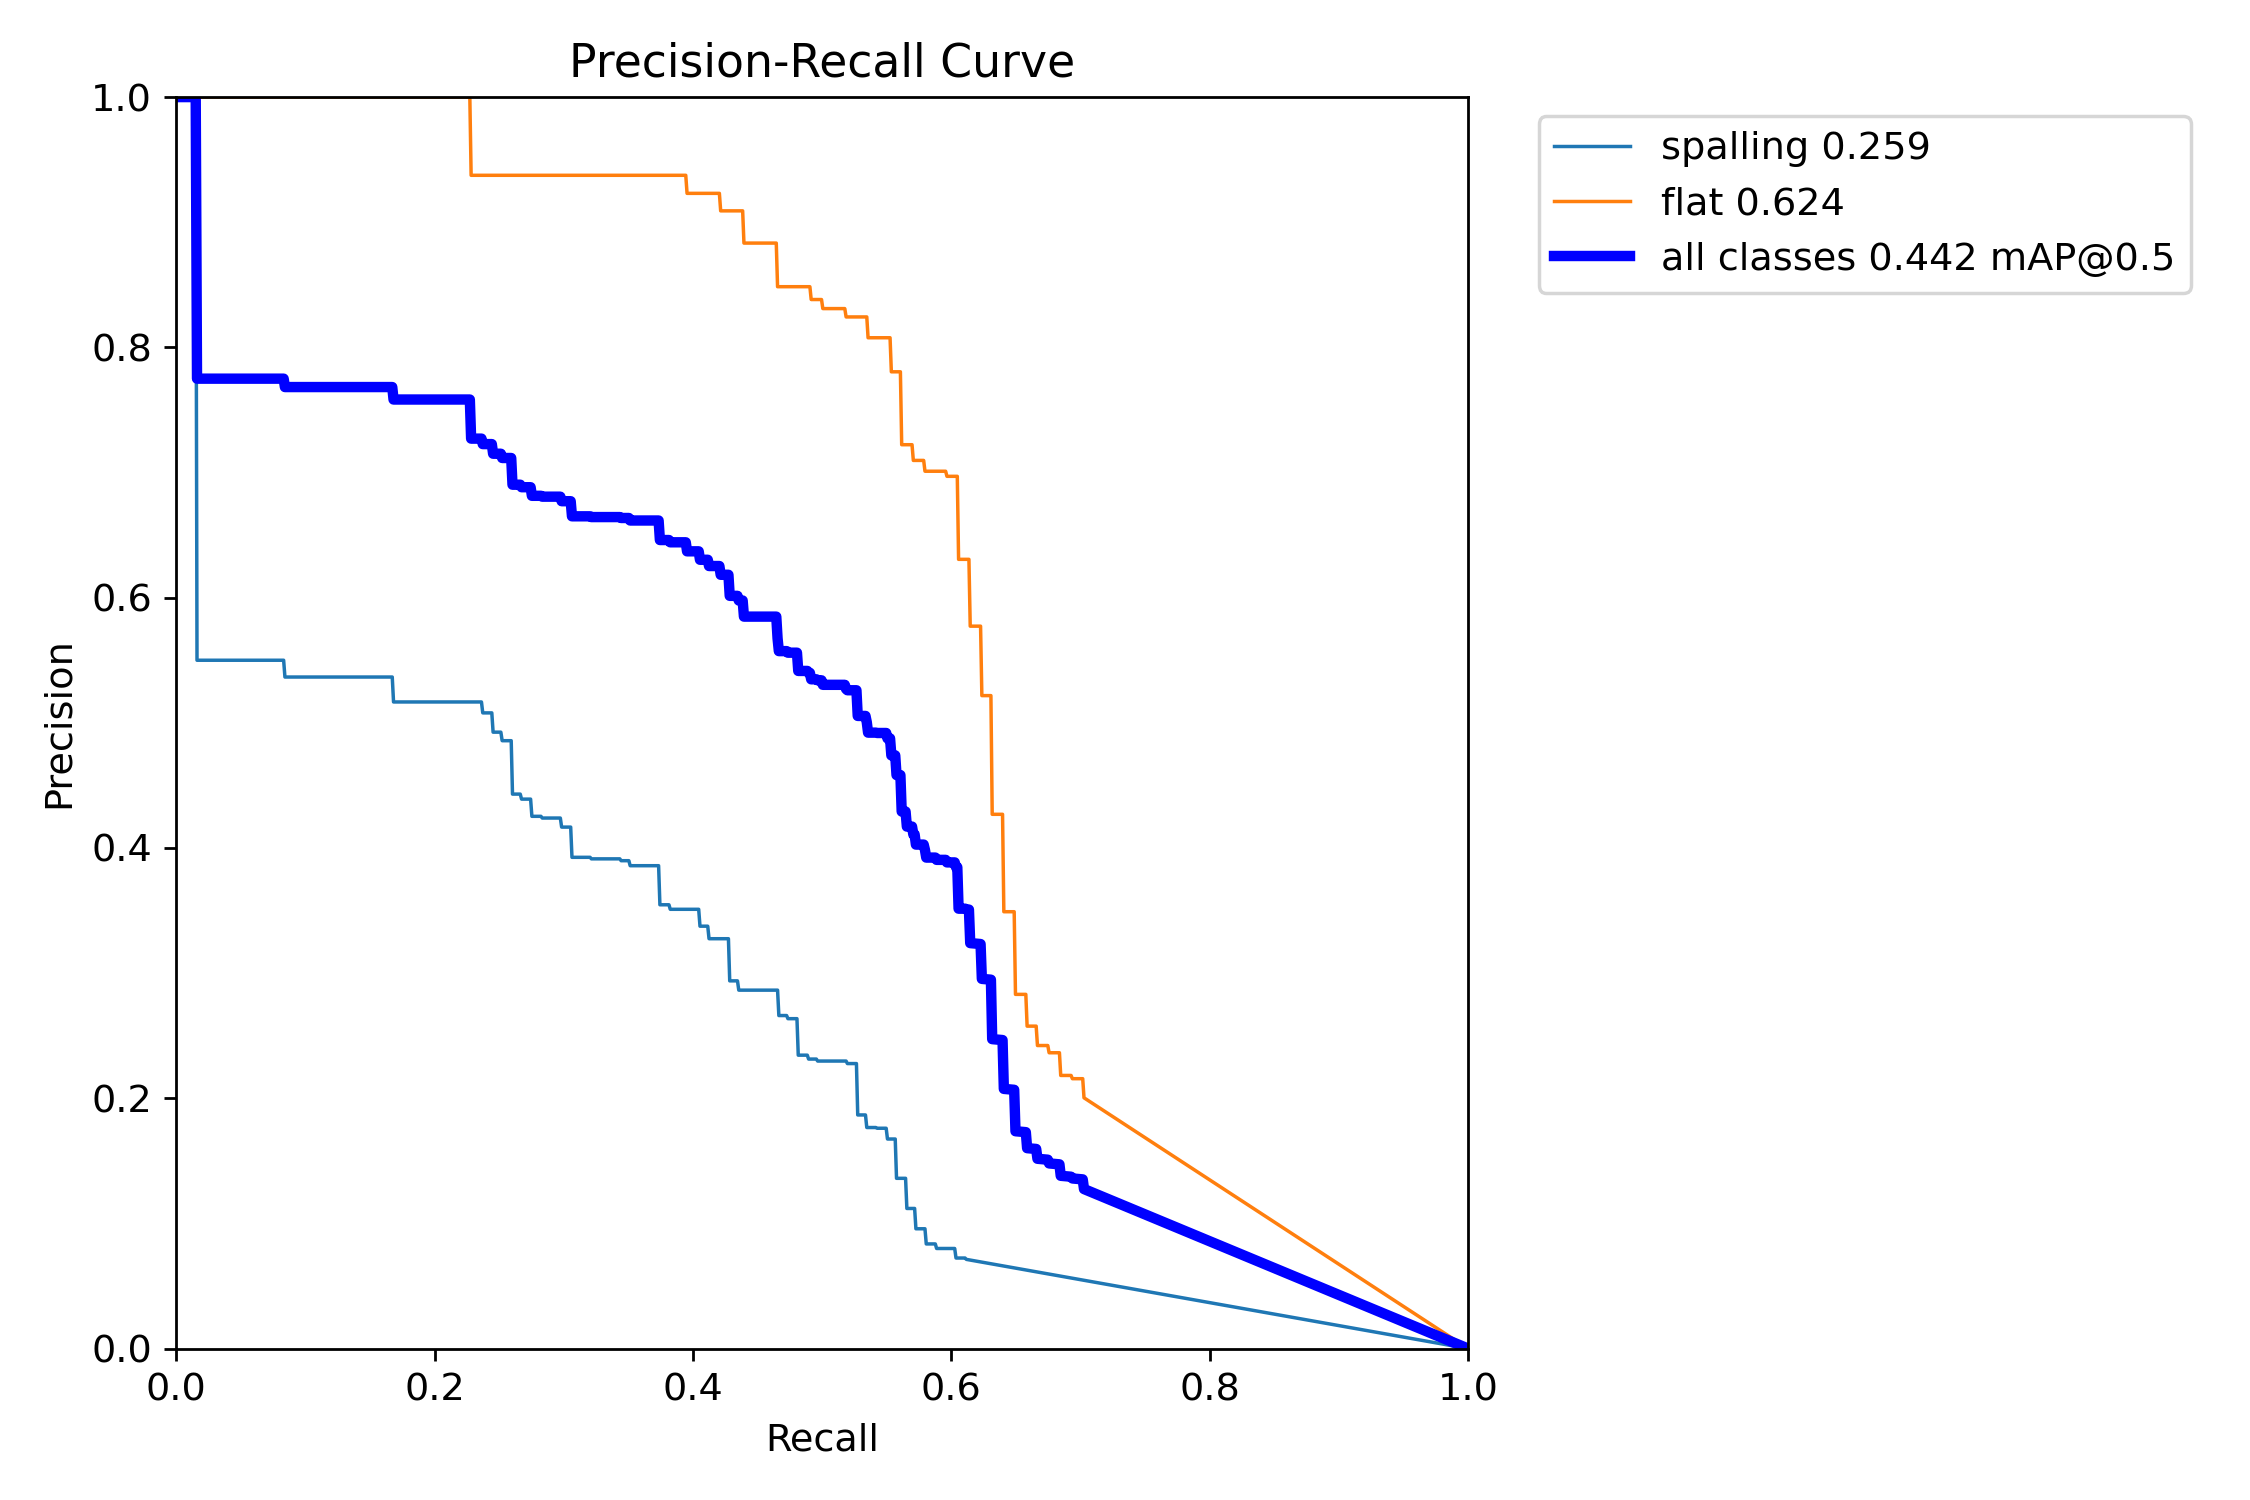 Precision-Recall Curve
1.0
0.8
0.6
0.4
0.2
0.0
Precision
0.0 0.2 0.4 0.6 0.8 1.0
Recall
spalling 0.259
flat 0.624
all classes 0.442 mAP@0.5